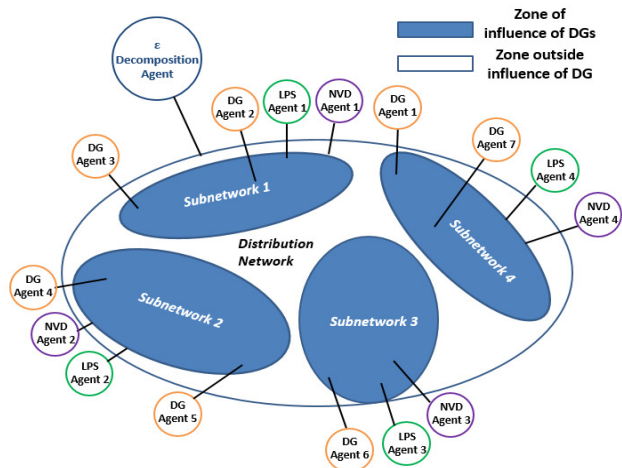 Zone of
influence of DGs
Zone outside
influence of DG
ε
Decomposition
Agent
DG
Agent 2
LPS
Agent 1
NVD
Agent 1
DG
Agent 1
DG
Agent 7
DG
Agent 3
LPS
Agent 4
NVD
Agent 4
Subnetwork 1
Subnetwork 4
Distribution
Network
DG
Agent 4
Subnetwork 2
Subnetwork 3
NVD
Agent 2
LPS
Agent 2
DG
Agent 5
DG
Agent 6
LPS
Agent 3
NVD
Agent 3